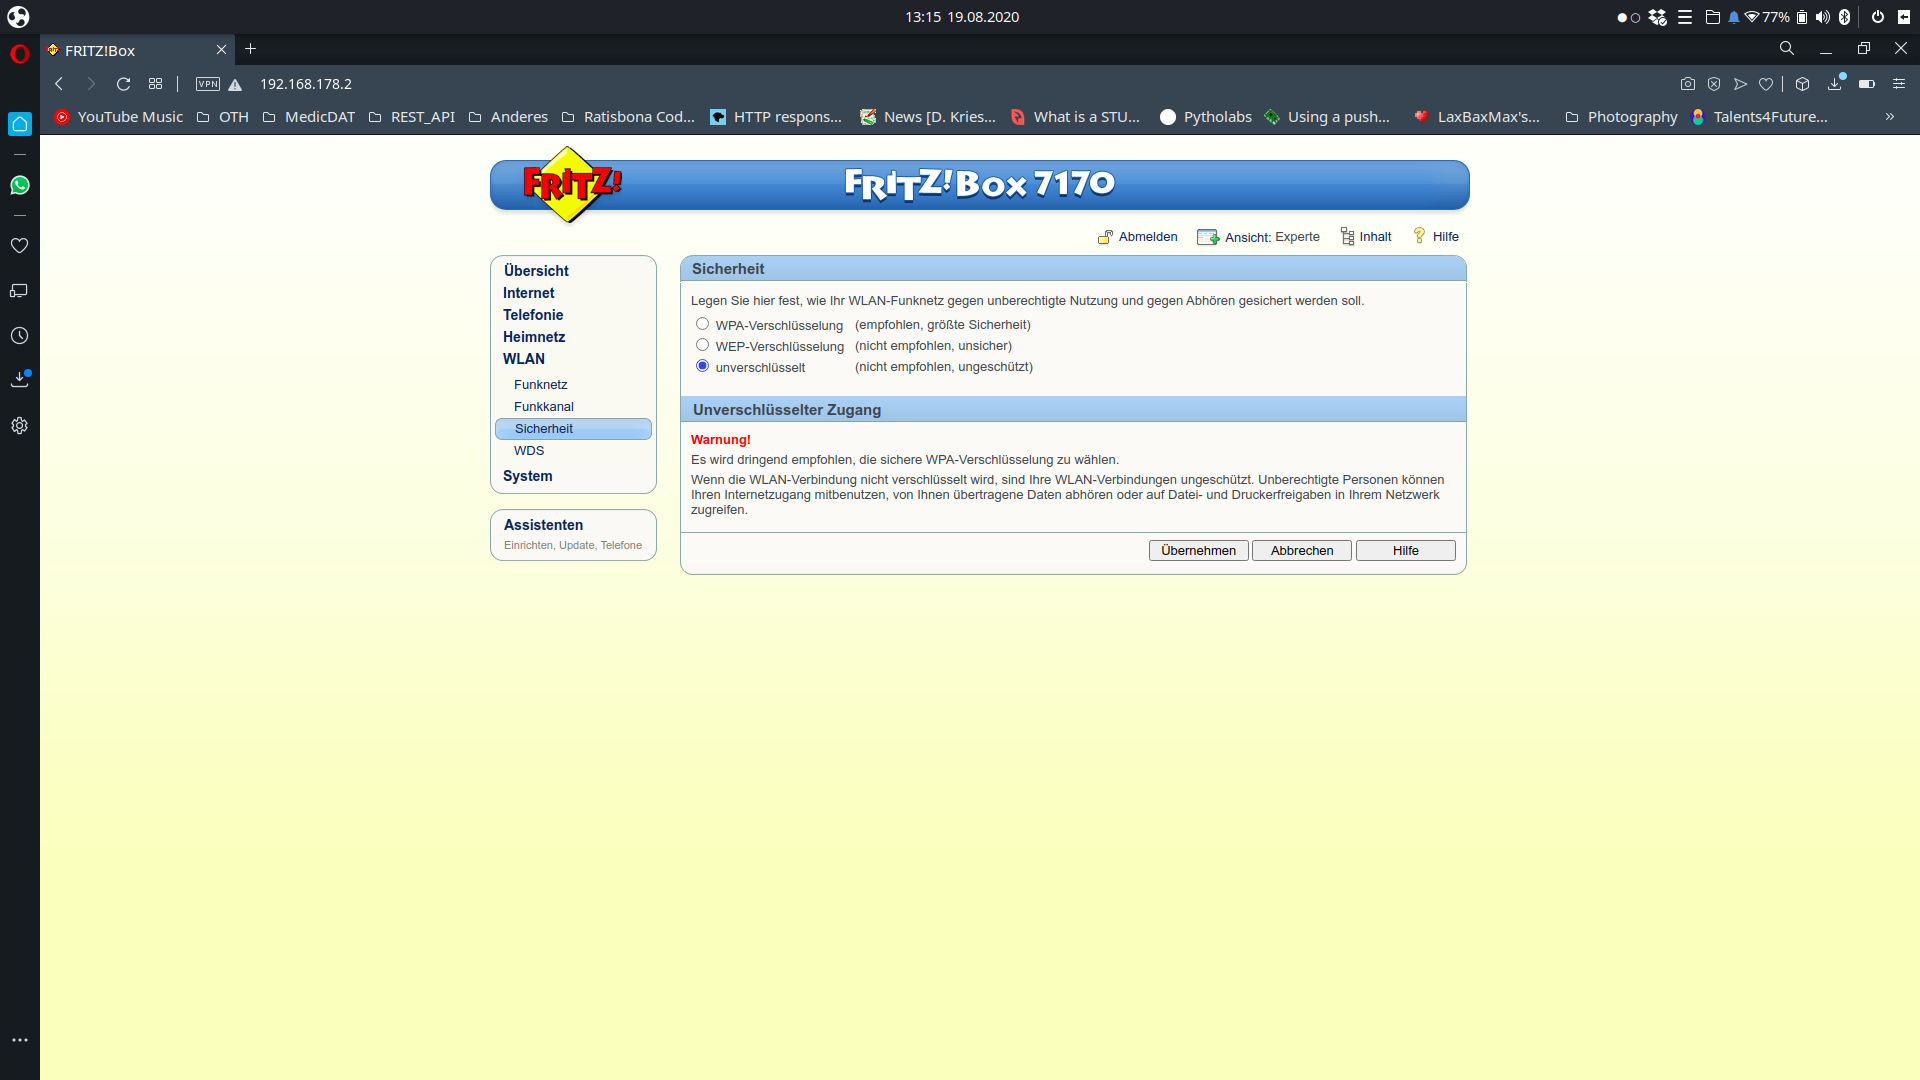 13:15 19.08.2020
77%
FRITZ!Box
VPN
192.168.178.2
YouTube Music
OTH
MedicDAT
REST_API
Anderes
Ratisbona Cod...
HTTP respons...
News [D. Kries...
What is a STU...
Pytholabs
Using a push...
LaxBaxMax's...
Photography
Talents4Future...
»
FRITZ!
FRITZ!Box 7170
Abmelden
Ansicht: Experte
Inhalt
Hilfe
Übersicht
Internet
Telefonie
Heimnetz
WLAN
Funknetz
Funkkanal
Sicherheit
WDS
System
Assistenten
Einrichten, Update, Telefone
Sicherheit
Legen Sie hier fest, wie Ihr WLAN-Funknetz gegen unberechtigte Nutzung und gegen Abhören gesichert werden soll.
WPA-Verschlüsselung (empfohlen, größte Sicherheit)
WEP-Verschlüsselung (nicht empfohlen, unsicher)
unverschlüsselt (nicht empfohlen, ungeschützt)
Unverschlüsselter Zugang
Warnung!
Es wird dringend empfohlen, die sichere WPA-Verschlüsselung zu wählen.
Wenn die WLAN-Verbindung nicht verschlüsselt wird, sind Ihre WLAN-Verbindungen ungeschützt. Unberechtigte Personen können
Ihren Internetzugang mitbenutzen, von Ihnen übertragene Daten abhören oder auf Datei- und Druckerfreigaben in Ihrem Netzwerk
zugreifen.
Übernehmen
Abbrechen
Hilfe